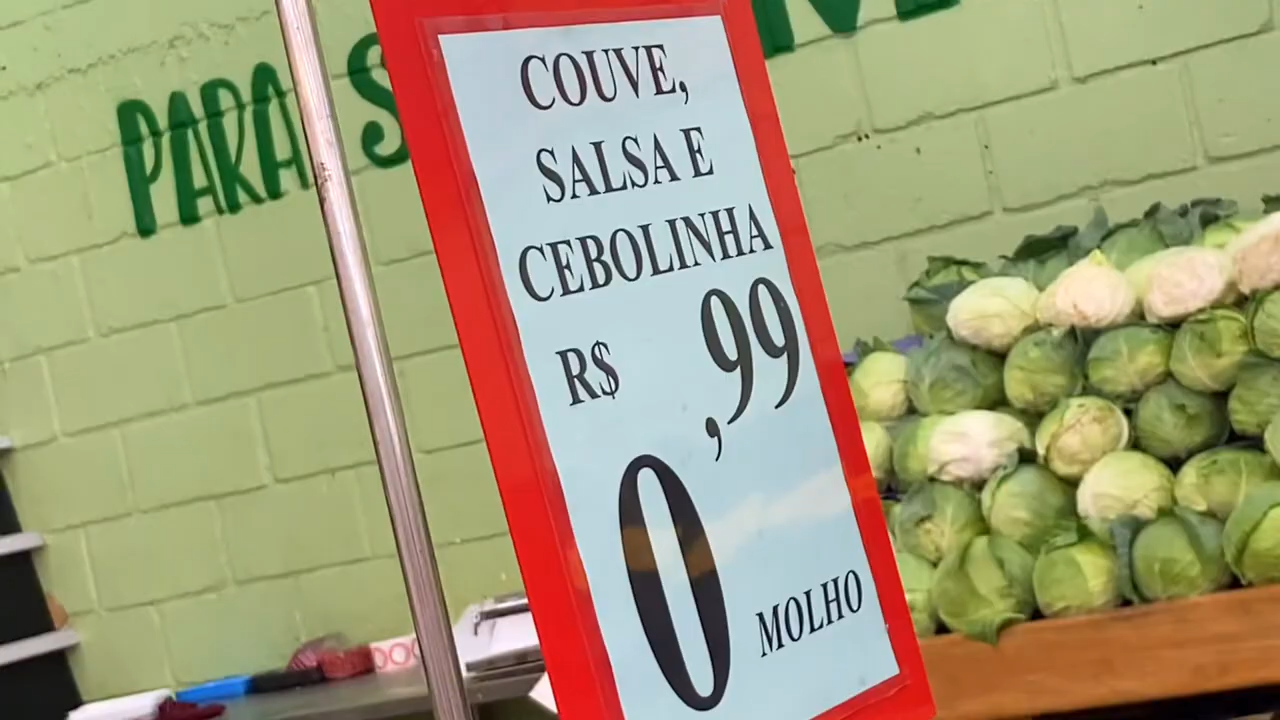 PARA
COUVE,
SALSA E
CEBOLINHA
R$ 0,99
MOLHO